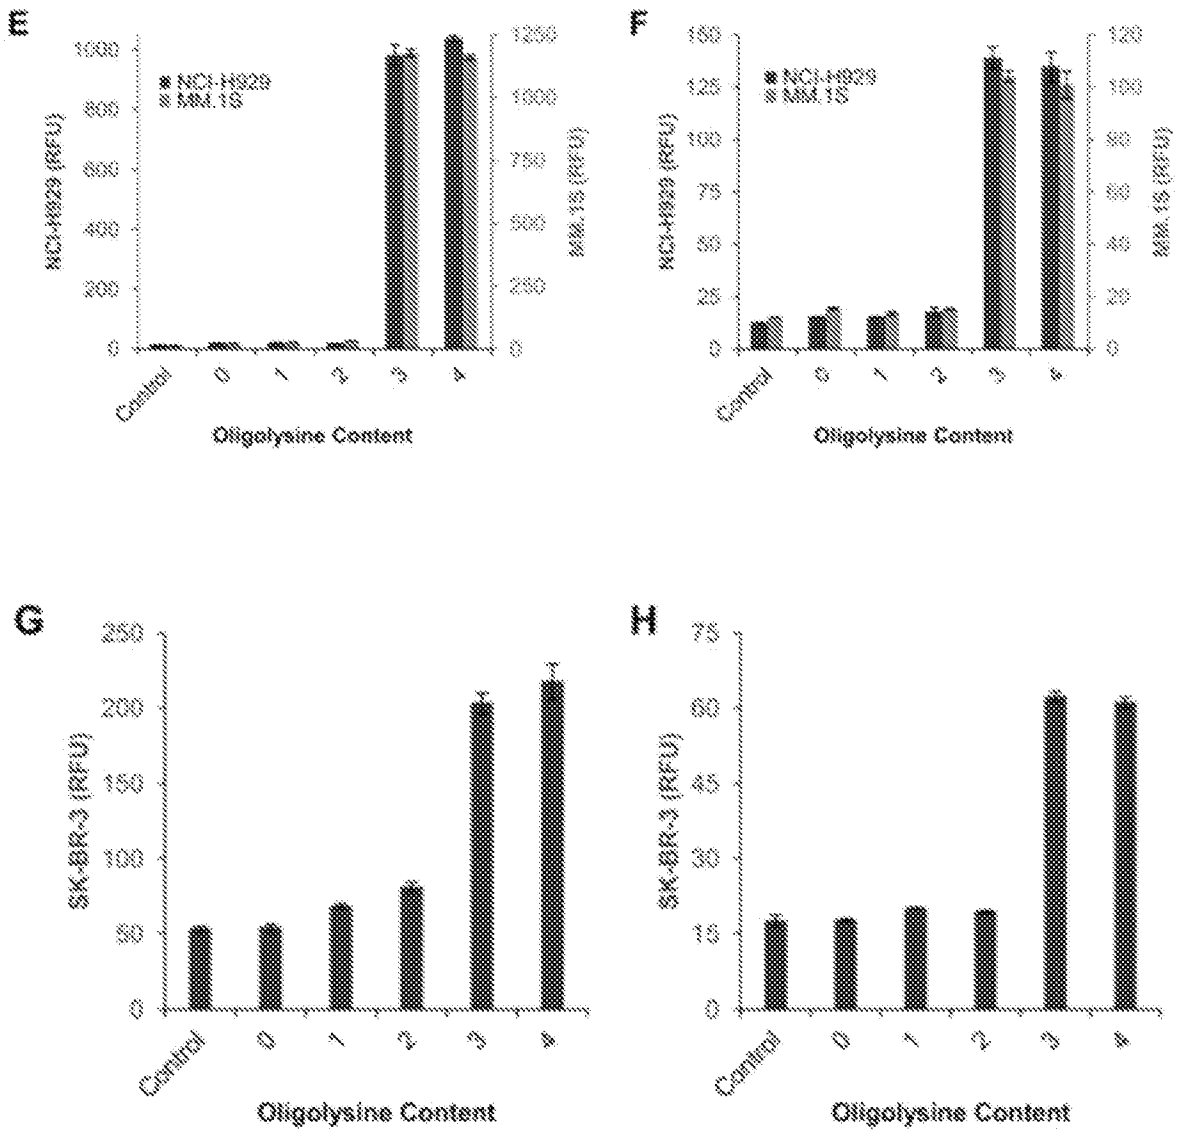 E
1000
800
600
400
200
0
NCI-H929 (RFU)
NCI-H929
MM.1S
1250
1000
750
500
250
0
MM.1S (RFU)
Control 0 1 2 3 4
Oligolysine Content
F
150
125
100
75
50
25
0
NCI-H929 (RFU)
NCI-H929
MM.1S
120
100
80
60
40
20
0
MM.1S (RFU)
Control 0 1 2 3 4
Oligolysine Content
G
250
200
150
100
50
0
SK-BR-3 (RFU)
Control 0 1 2 3 4
Oligolysine Content
H
75
60
45
30
15
0
SK-BR-3 (RFU)
Control 0 1 2 3 4
Oligolysine Content